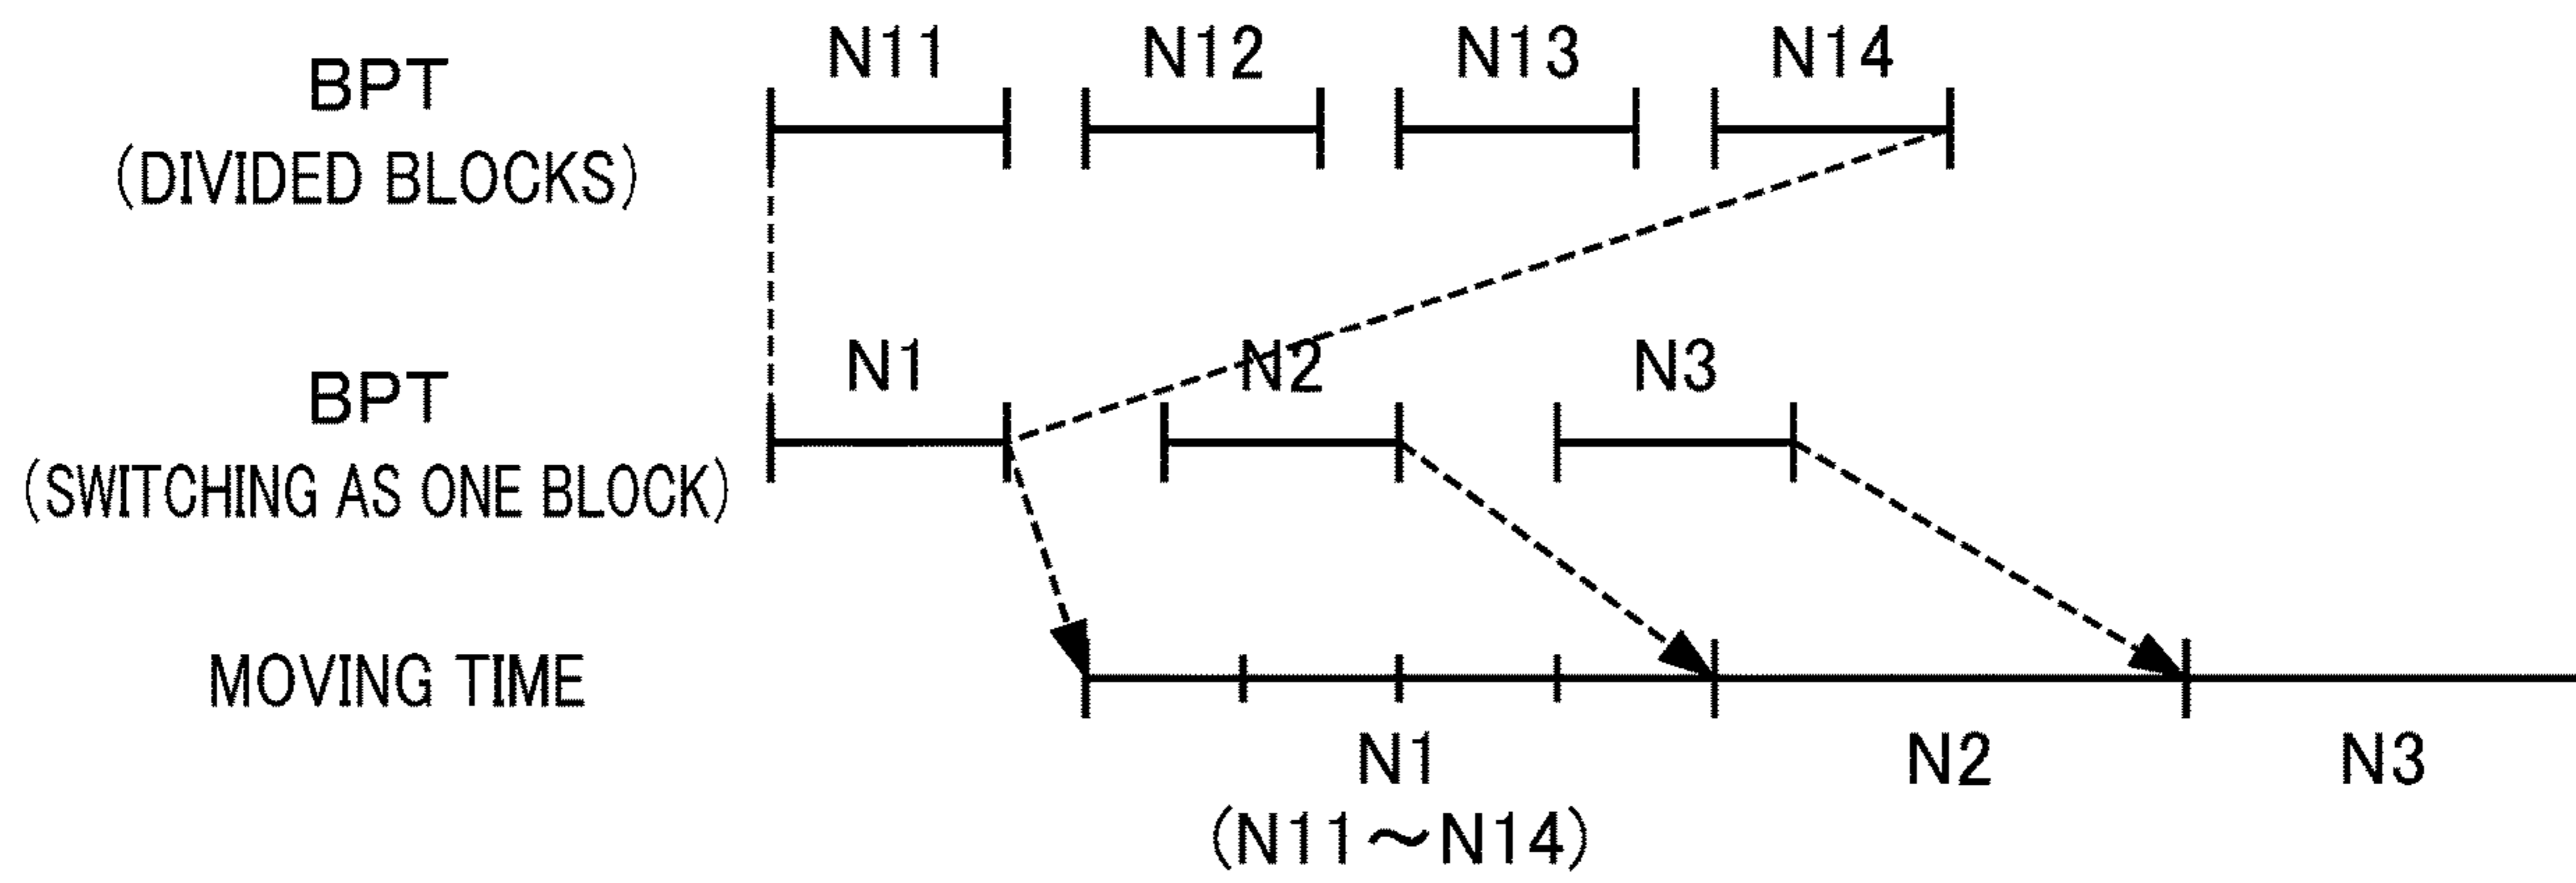 N11 N12 N13 N14
BPT
(DIVIDED BLOCKS)
N1 N2 N3
BPT
(SWITCHING AS ONE BLOCK)
MOVING TIME
N1 N2 N3
(N11～N14)